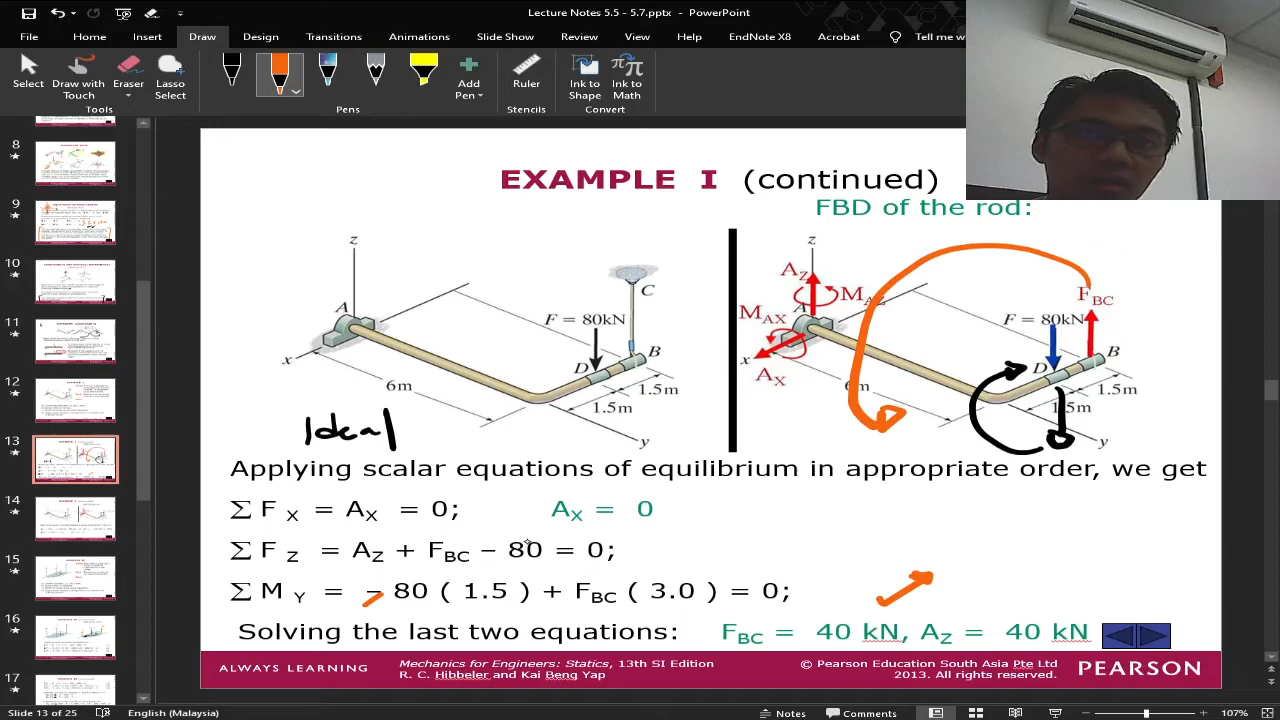 Lecture Notes 5.5 - 5.7.pptx - PowerPoint
File Home Insert Draw Design Transitions Animations Slide Show Review View Help EndNote X8 Acrobat Tell me w
Select Draw with Touch Eraser Lasso Select Add Pen Ruler Ink to Shape Ink to Math
Tools Pens Stencils Convert
8
10
11
12
13
14
15
EXAMPLE I (continued)
FBD of the rod:
z
A
C
F = 80kN
B
D
x
6m
1.5m
1.5m
y
z
AZ
MAX
A
AX
FBC
F = 80kN
D
B
x
1.5m
y
Ideal
Applying scalar equations of equilibrium in appropriate order, we get
∑ F X = AX = 0; AX = 0
∑ F Z = AZ + FBC – 80 = 0;
∑ M Y = – 80 ( 1.5 ) + FBC ( 3.0 ) = 0;
Solving the last two equations: FBC = 40 kN, AZ = 40 kN
ALWAYS LEARNING
Mechanics for Engineers: Statics, 13th SI Edition
R. C. Hibbeler and Kai Beng Yap
© Pearson Education South Asia Pte Ltd
2013. All rights reserved.
PEARSON
Slide 13 of 25 English (Malaysia) Notes Comments 107%